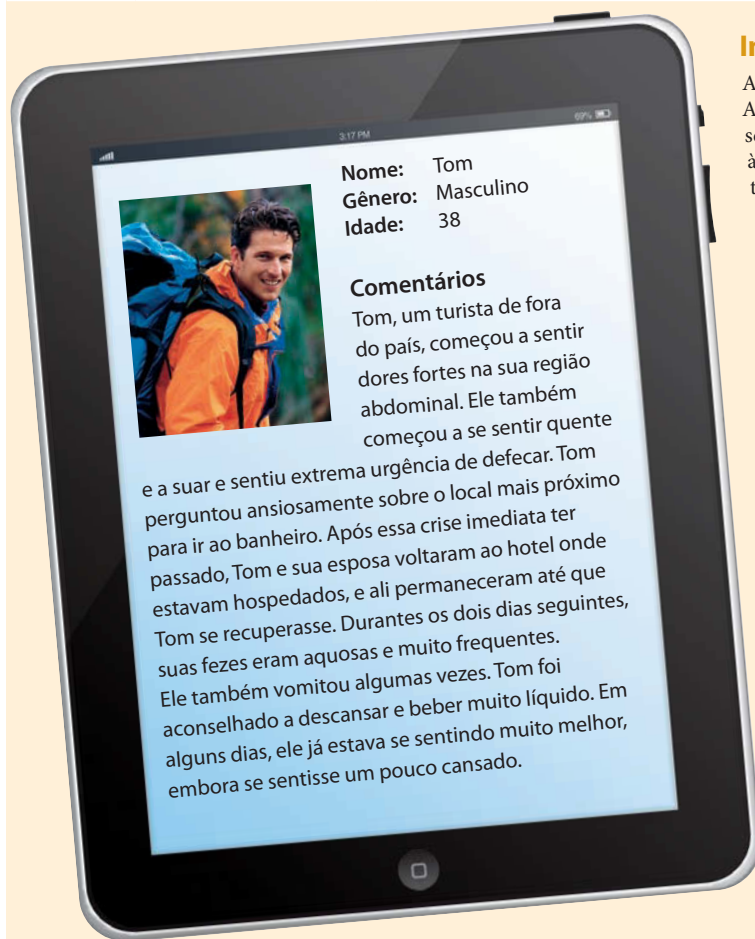 3:17 PM
69%
Nome: Tom
Gênero: Masculino
Idade: 38
Comentários
Tom, um turista de fora
do país, começou a sentir
dores fortes na sua região
abdominal. Ele também
começou a se sentir quente
e a suar e sentiu extrema urgência de defecar. Tom
perguntou ansiosamente sobre o local mais próximo
para ir ao banheiro. Após essa crise imediata ter
passado, Tom e sua esposa voltaram ao hotel onde
estavam hospedados, e ali permaneceram até que
Tom se recuperasse. Durantes os dois dias seguintes,
suas fezes eram aquosas e muito frequentes.
Ele também vomitou algumas vezes. Tom foi
aconselhado a descansar e beber muito líquido. Em
alguns dias, ele já estava se sentindo muito melhor,
embora se sentisse um pouco cansado.